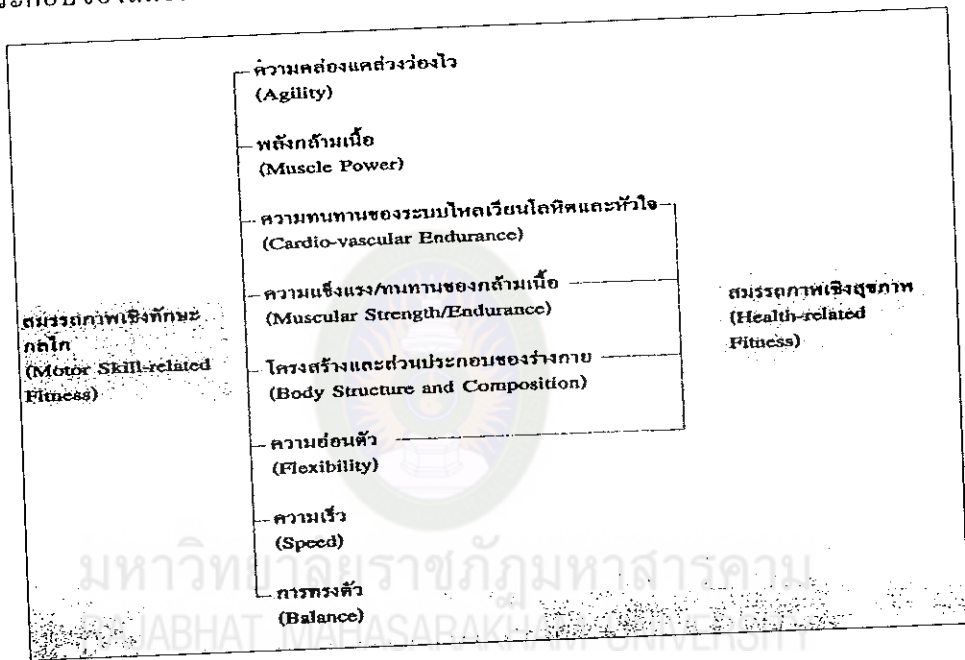 ความคล่องแคล่วว่องไว
(Agility)
พลังกล้ามเนื้อ
(Muscle Power)
ความทนทานของระบบไหลเวียนโลหิตและหัวใจ
(Cardio-vascular Endurance)
ความแข็งแรง/ทนทานของกล้ามเนื้อ
(Muscular Strength/Endurance)
สมรรถภาพเชิงทักษะ
กลไก
(Motor Skill-related
Fitness)
สมรรถภาพเชิงสุขภาพ
(Health-related
Fitness)
โครงสร้างและส่วนประกอบของร่างกาย
(Body Structure and Composition)
ความอ่อนตัว
(Flexibility)
ความเร็ว
(Speed)
การทรงตัว
(Balance)
มหาวิทยาลัยราชภัฏมหาสารคาม
RAJABHAT MAHASARAKHAM UNIVERSITY